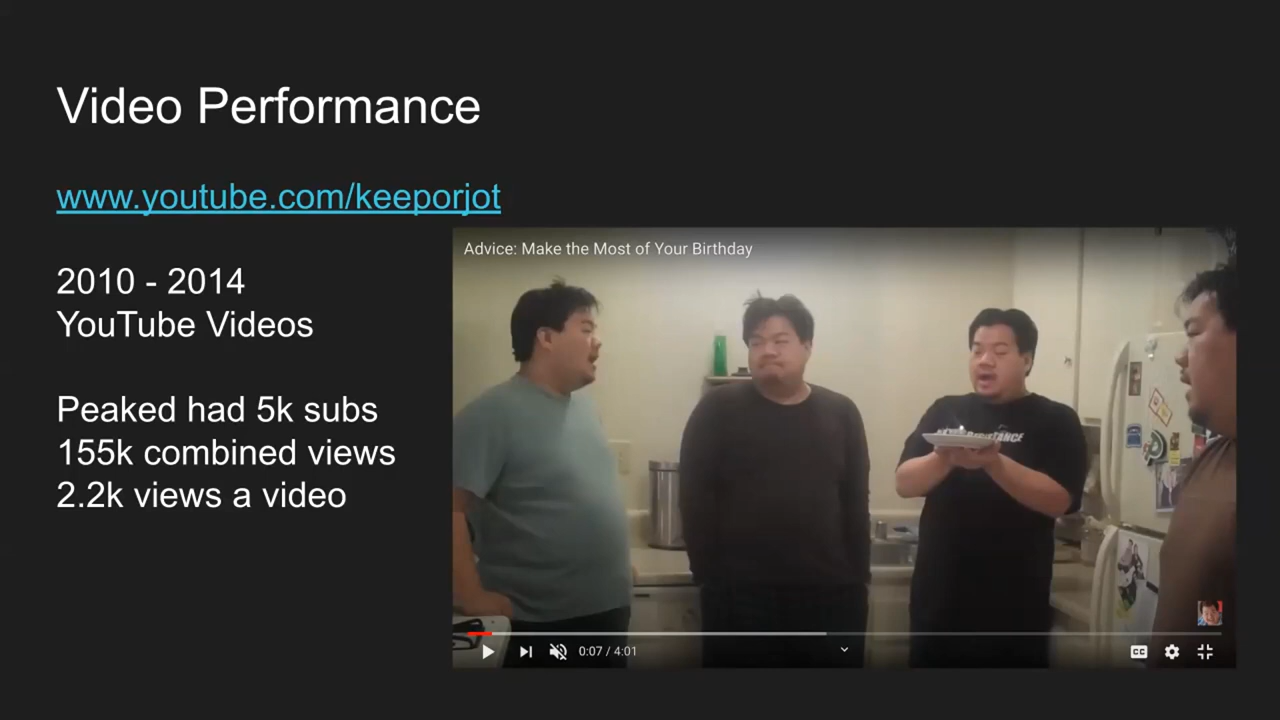 Video Performance
www.youtube.com/keeporjot
2010 - 2014
YouTube Videos
Peaked had 5k subs
155k combined views
2.2k views a video
Advice: Make the Most of Your Birthday
0:07 / 4:01
CC